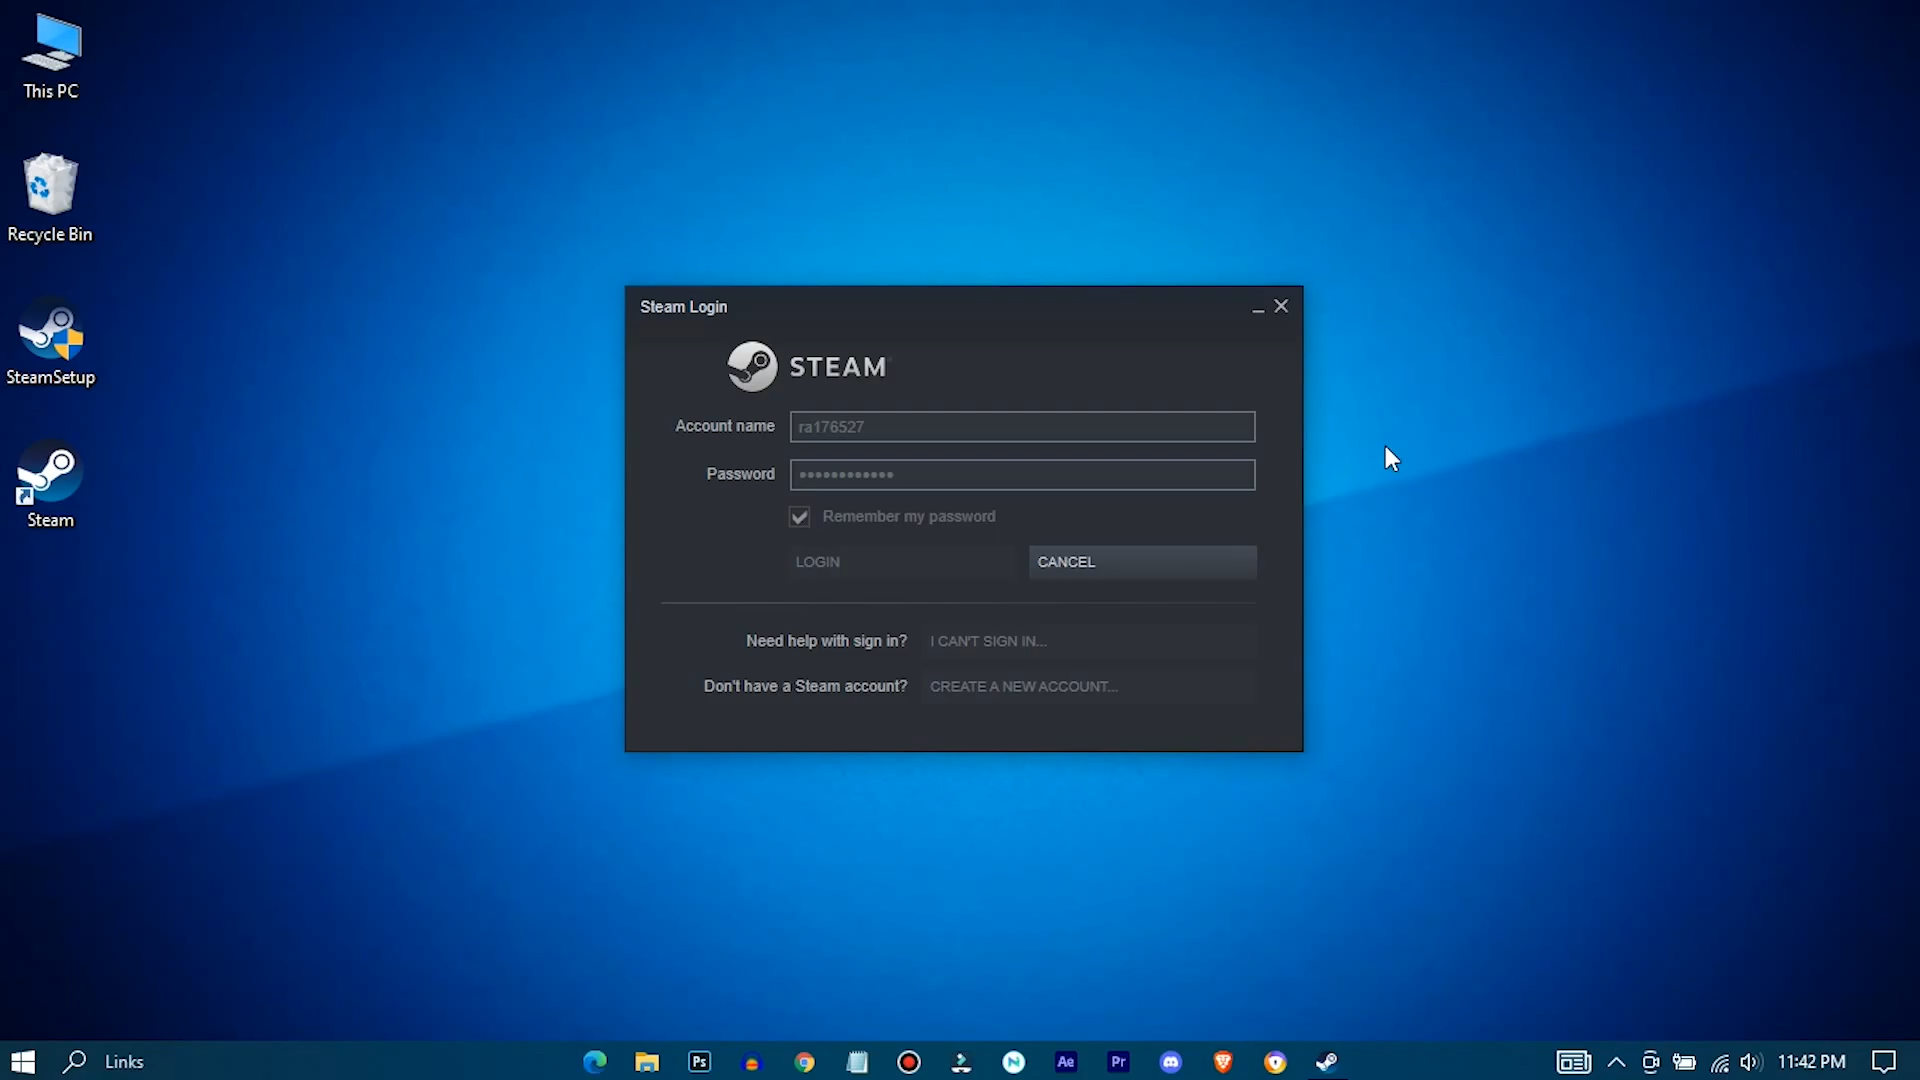 This PC
Recycle Bin
SteamSetup
Steam
Steam Login
STEAM
Account name
ra176527
Password
••••••••••••
Remember my password
LOGIN
CANCEL
Need help with sign in?
I CAN'T SIGN IN...
Don't have a Steam account?
CREATE A NEW ACCOUNT...
Links
Ps
N
Ae
Pr
11:42 PM